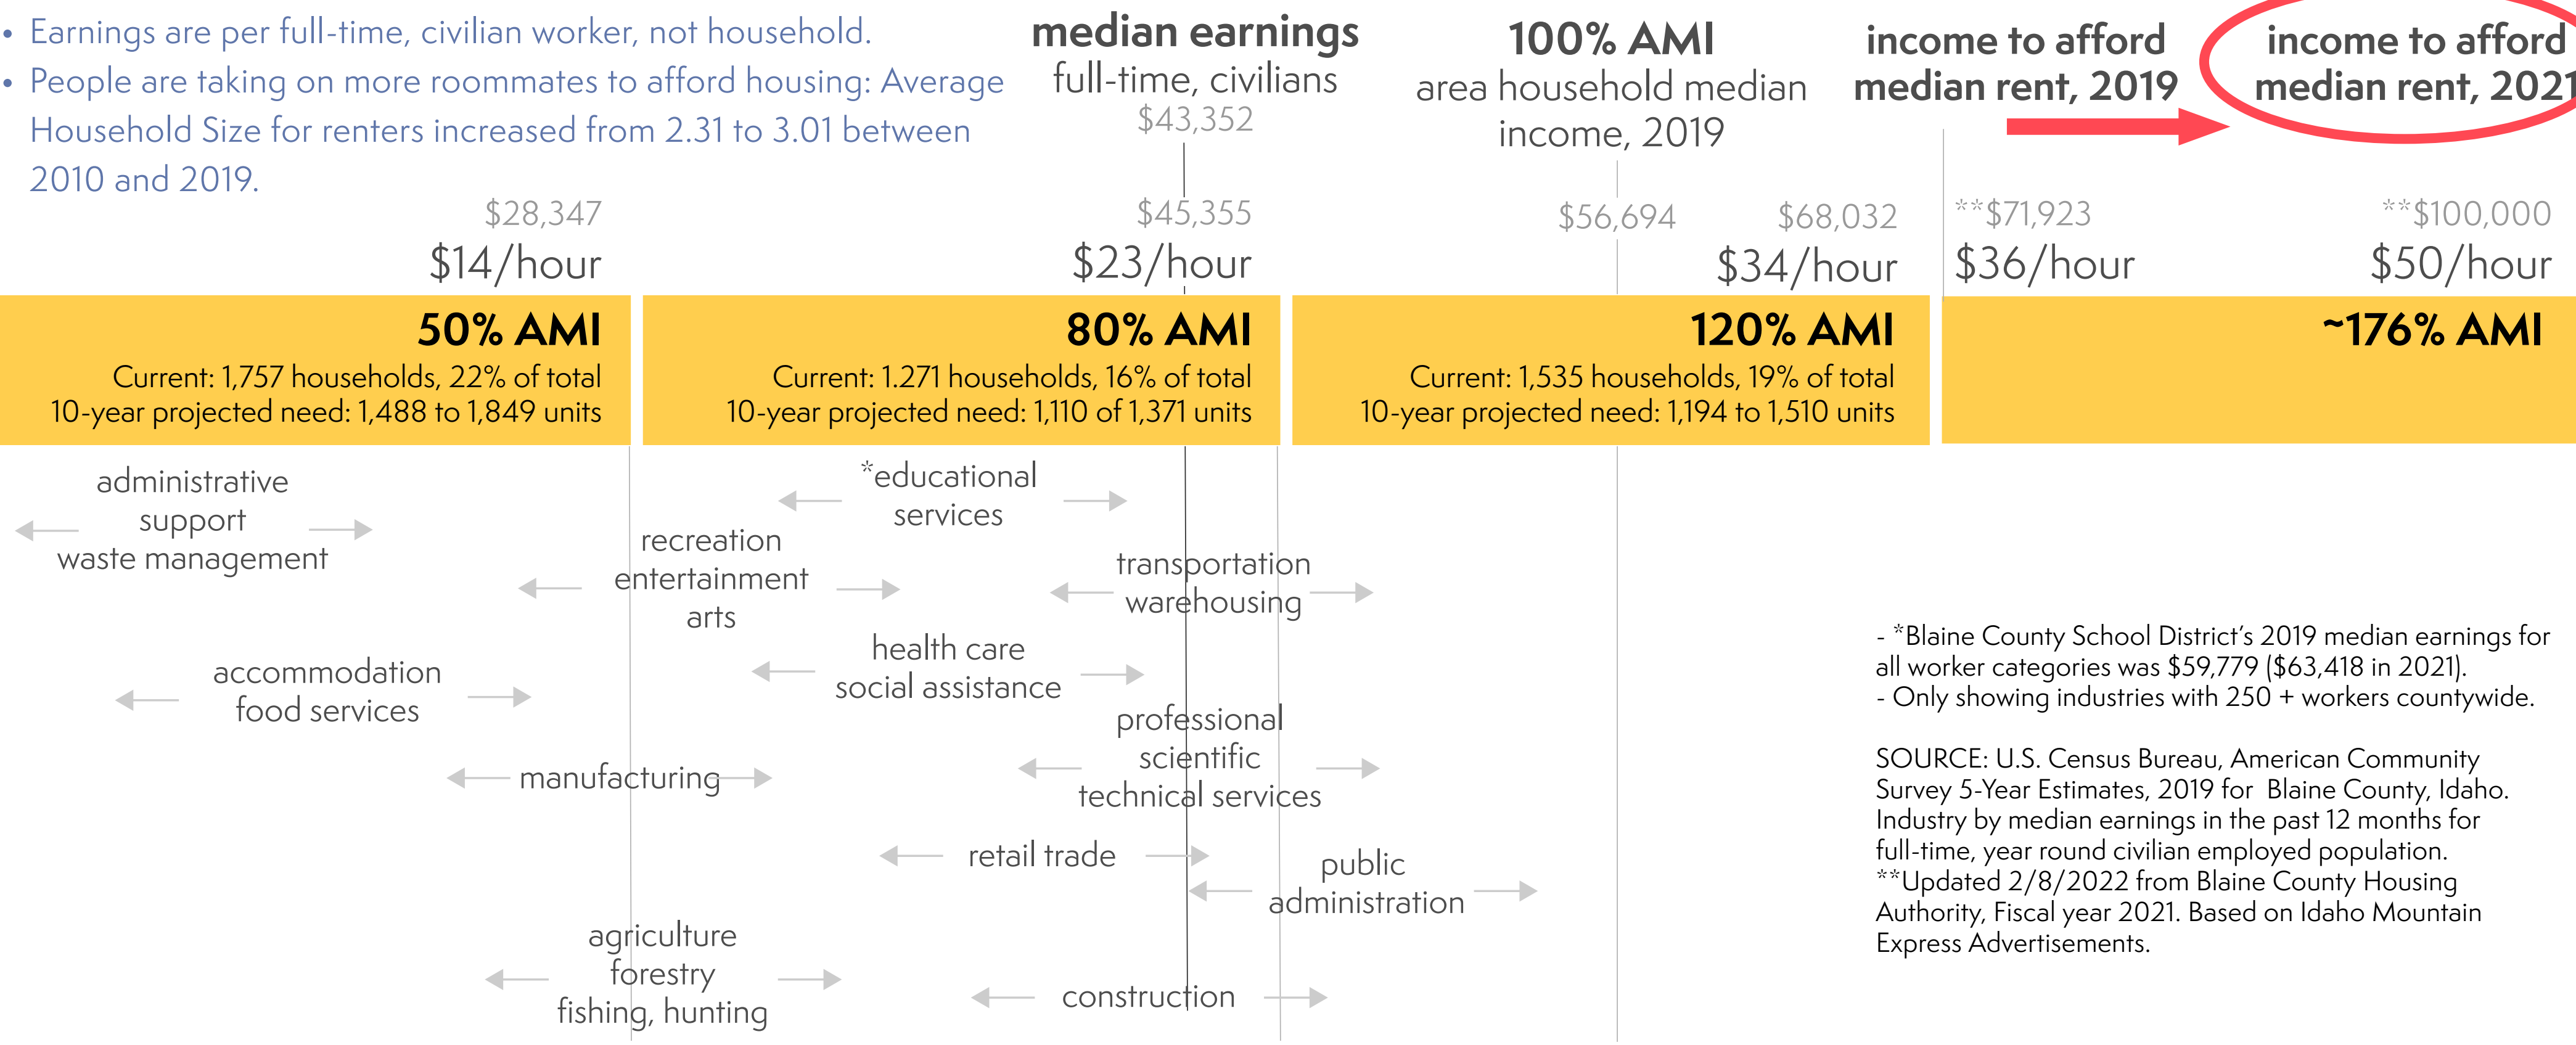 • Earnings are per full-time, civilian worker, not household.
• People are taking on more roommates to afford housing: Average
Household Size for renters increased from 2.31 to 3.01 between
2010 and 2019.
median earnings
full-time, civilians
$43,352
100% AMI
area household median
income, 2019
income to afford
median rent, 2019
income to afford
median rent, 2021
$28,347
$14/hour
$45,355
$23/hour
$56,694
$68,032
$34/hour
**$71,923
$36/hour
**$100,000
$50/hour
50% AMI
Current: 1,757 households, 22% of total
10-year projected need: 1,488 to 1,849 units
80% AMI
Current: 1.271 households, 16% of total
10-year projected need: 1,110 of 1,371 units
120% AMI
Current: 1,535 households, 19% of total
10-year projected need: 1,194 to 1,510 units
~176% AMI
administrative
support
waste management
*educational
services
recreation
entertainment
arts
transportation
warehousing
health care
social assistance
accommodation
food services
professional
scientific
technical services
manufacturing
retail trade
public
administration
agriculture
forestry
fishing, hunting
construction
- *Blaine County School District's 2019 median earnings for
all worker categories was $59,779 ($63,418 in 2021).
- Only showing industries with 250 + workers countywide.
SOURCE: U.S. Census Bureau, American Community
Survey 5-Year Estimates, 2019 for Blaine County, Idaho.
Industry by median earnings in the past 12 months for
full-time, year round civilian employed population.
**Updated 2/8/2022 from Blaine County Housing
Authority, Fiscal year 2021. Based on Idaho Mountain
Express Advertisements.